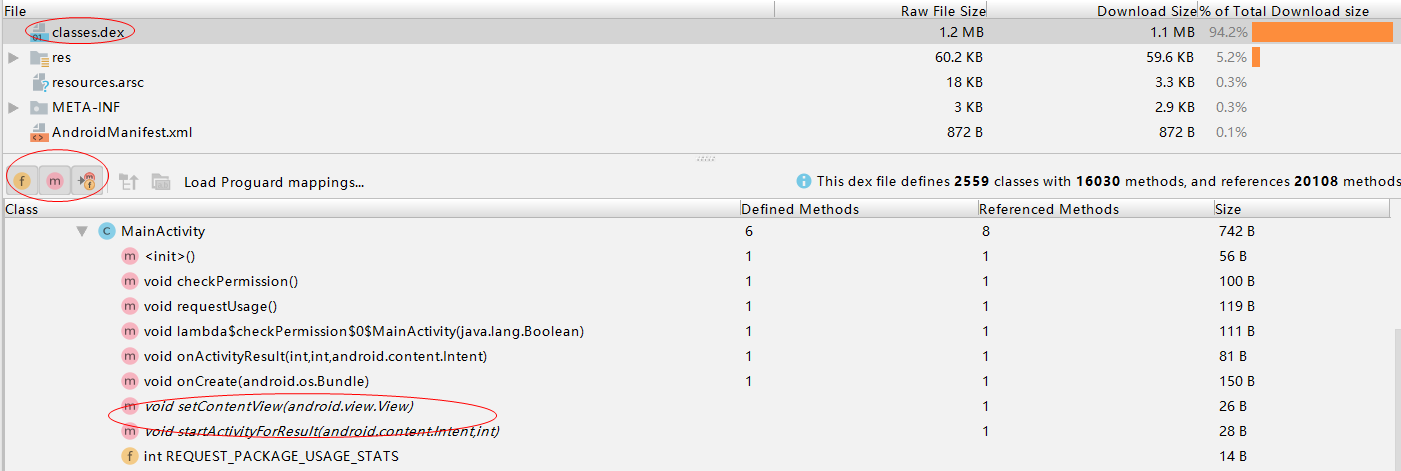 File Raw File Size Download Size % of Total Download size
classes.dex 1.2 MB 1.1 MB 94.2%
res 60.2 KB 59.6 KB 5.2%
resources.arsc 18 KB 3.3 KB 0.3%
META-INF 3 KB 2.9 KB 0.3%
AndroidManifest.xml 872 B 872 B 0.1%
f m m f Load Proguard mappings... i This dex file defines 2559 classes with 16030 methods, and references 20108 methods
Class Defined Methods Referenced Methods Size
C MainActivity 6 8 742 B
m <init>() 1 1 56 B
m void checkPermission() 1 1 100 B
m void requestUsage() 1 1 119 B
m void lambda$checkPermission$0$MainActivity(java.lang.Boolean) 1 1 111 B
m void onActivityResult(int,int,android.content.Intent) 1 1 81 B
m void onCreate(android.os.Bundle) 1 1 150 B
m void setContentView(android.view.View) 1 26 B
m void startActivityForResult(android.content.Intent,int) 1 28 B
f int REQUEST_PACKAGE_USAGE_STATS 14 B